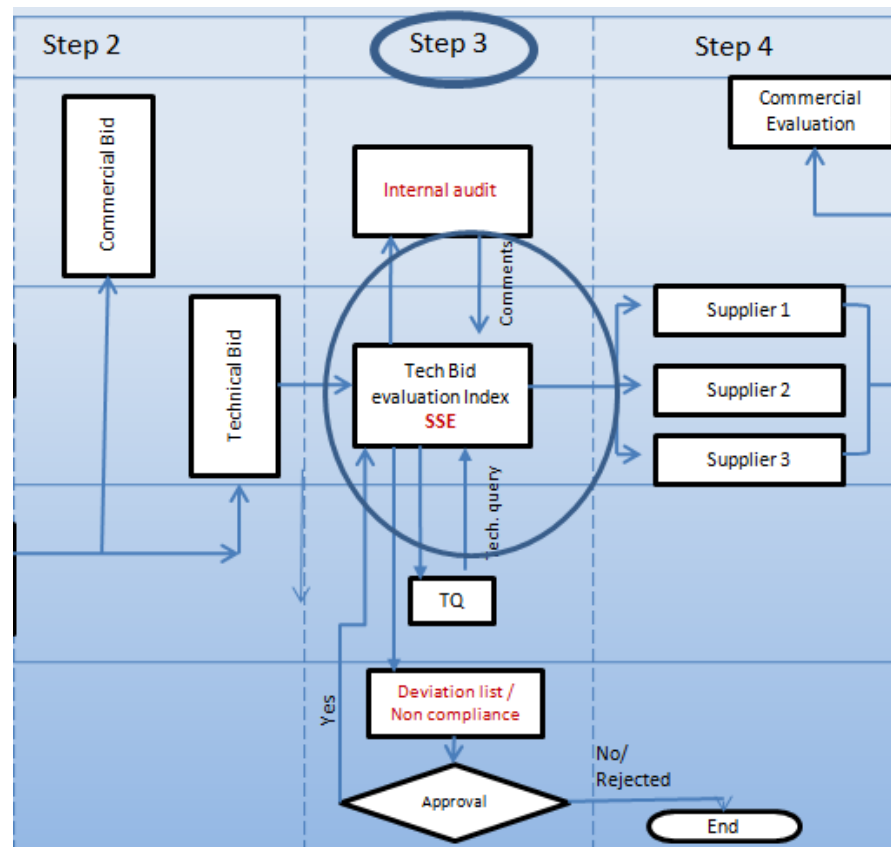 Step 2
Step 3
Step 4
Commercial Bid
Commercial
Evaluation
Internal audit
Comments
Technical Bid
Tech Bid
evaluation Index
SSE
Supplier 1
Supplier 2
Supplier 3
Tech. query
TQ
Deviation list /
Non compliance
Yes
No/
Rejected
Approval
End